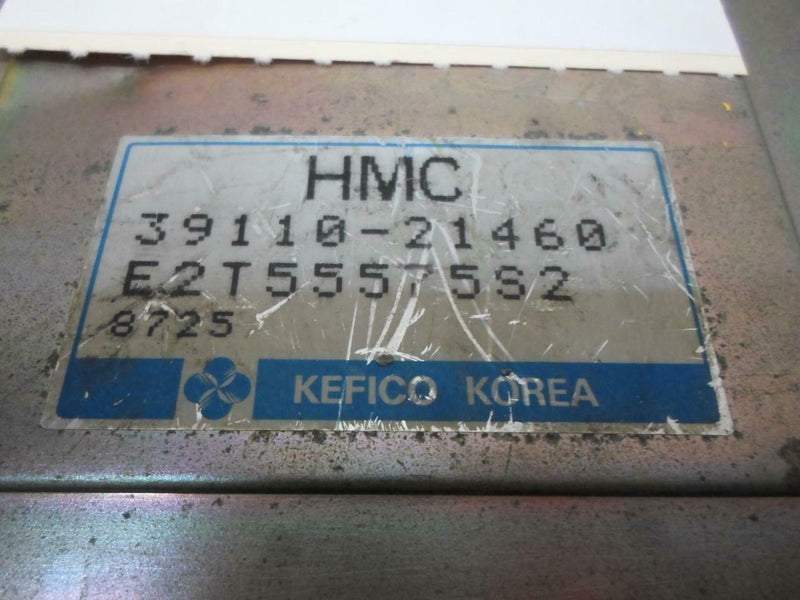 HMC
39110-21460
E2T55575S2
8725
KEFICO KOREA